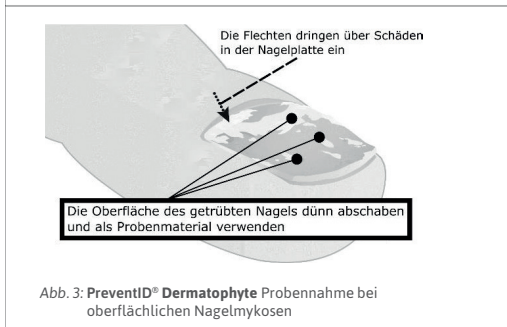 Die Flechten dringen über Schäden
in der Nagelplatte ein
Die Oberfläche des getrübten Nagels dünn abschaben
und als Probenmaterial verwenden
Abb. 3: PreventID® Dermatophyte Probennahme bei
oberflächlichen Nagelmykosen